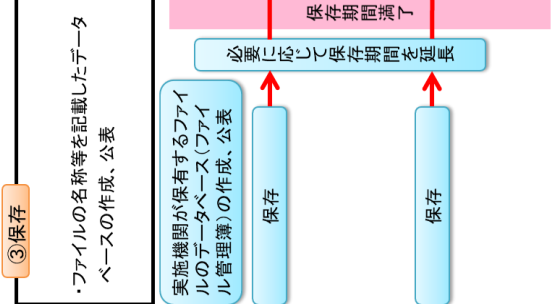 ③保存
・ファイルの名称等を記載したデータ
ベースの作成、公表
実施機関が保有するファイ
ルのデータベース（ファイ
ル管理簿）の作成、公表
保存
保存
必要に応じて保存期間を延長
保存期間満了